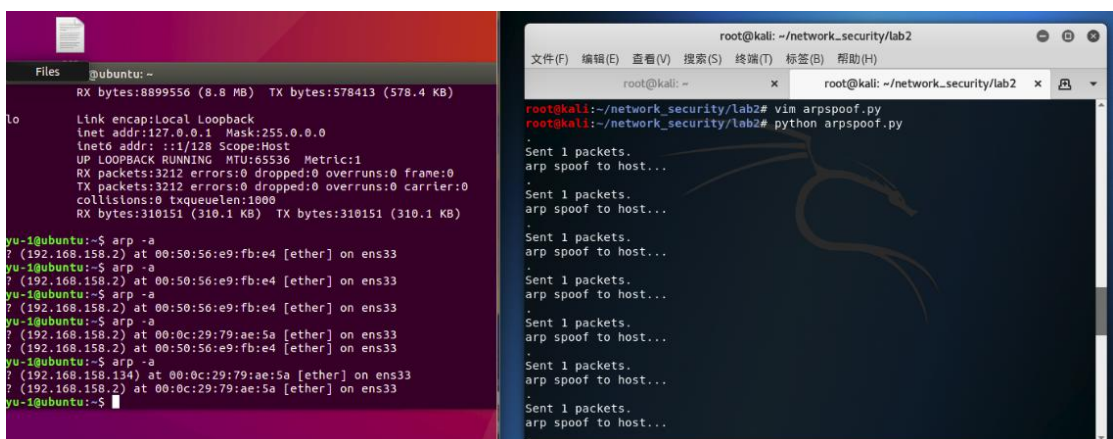 Files
@ubuntu: ~
RX bytes:8899556 (8.8 MB)  TX bytes:578413 (578.4 KB)
lo        Link encap:Local Loopback
inet addr:127.0.0.1  Mask:255.0.0.0
inet6 addr: ::1/128 Scope:Host
UP LOOPBACK RUNNING  MTU:65536  Metric:1
RX packets:3212 errors:0 dropped:0 overruns:0 frame:0
TX packets:3212 errors:0 dropped:0 overruns:0 carrier:0
collisions:0 txqueuelen:1000
RX bytes:310151 (310.1 KB)  TX bytes:310151 (310.1 KB)
yu-1@ubuntu:~$ arp -a
? (192.168.158.2) at 00:50:56:e9:fb:e4 [ether] on ens33
yu-1@ubuntu:~$ arp -a
? (192.168.158.2) at 00:50:56:e9:fb:e4 [ether] on ens33
yu-1@ubuntu:~$ arp -a
? (192.168.158.2) at 00:50:56:e9:fb:e4 [ether] on ens33
yu-1@ubuntu:~$ arp -a
? (192.168.158.2) at 00:0c:29:79:ae:5a [ether] on ens33
? (192.168.158.2) at 00:50:56:e9:fb:e4 [ether] on ens33
yu-1@ubuntu:~$ arp -a
? (192.168.158.134) at 00:0c:29:79:ae:5a [ether] on ens33
? (192.168.158.2) at 00:0c:29:79:ae:5a [ether] on ens33
yu-1@ubuntu:~$
root@kali: ~/network_security/lab2
文件(F) 编辑(E) 查看(V) 搜索(S) 终端(T) 标签(B) 帮助(H)
root@kali: ~ × root@kali: ~/network_security/lab2 ×
root@kali:~/network_security/lab2# vim arpspoof.py
root@kali:~/network_security/lab2# python arpspoof.py
.
Sent 1 packets.
arp spoof to host...
.
Sent 1 packets.
arp spoof to host...
.
Sent 1 packets.
arp spoof to host...
.
Sent 1 packets.
arp spoof to host...
.
Sent 1 packets.
arp spoof to host...
.
Sent 1 packets.
arp spoof to host...
.
Sent 1 packets.
arp spoof to host...